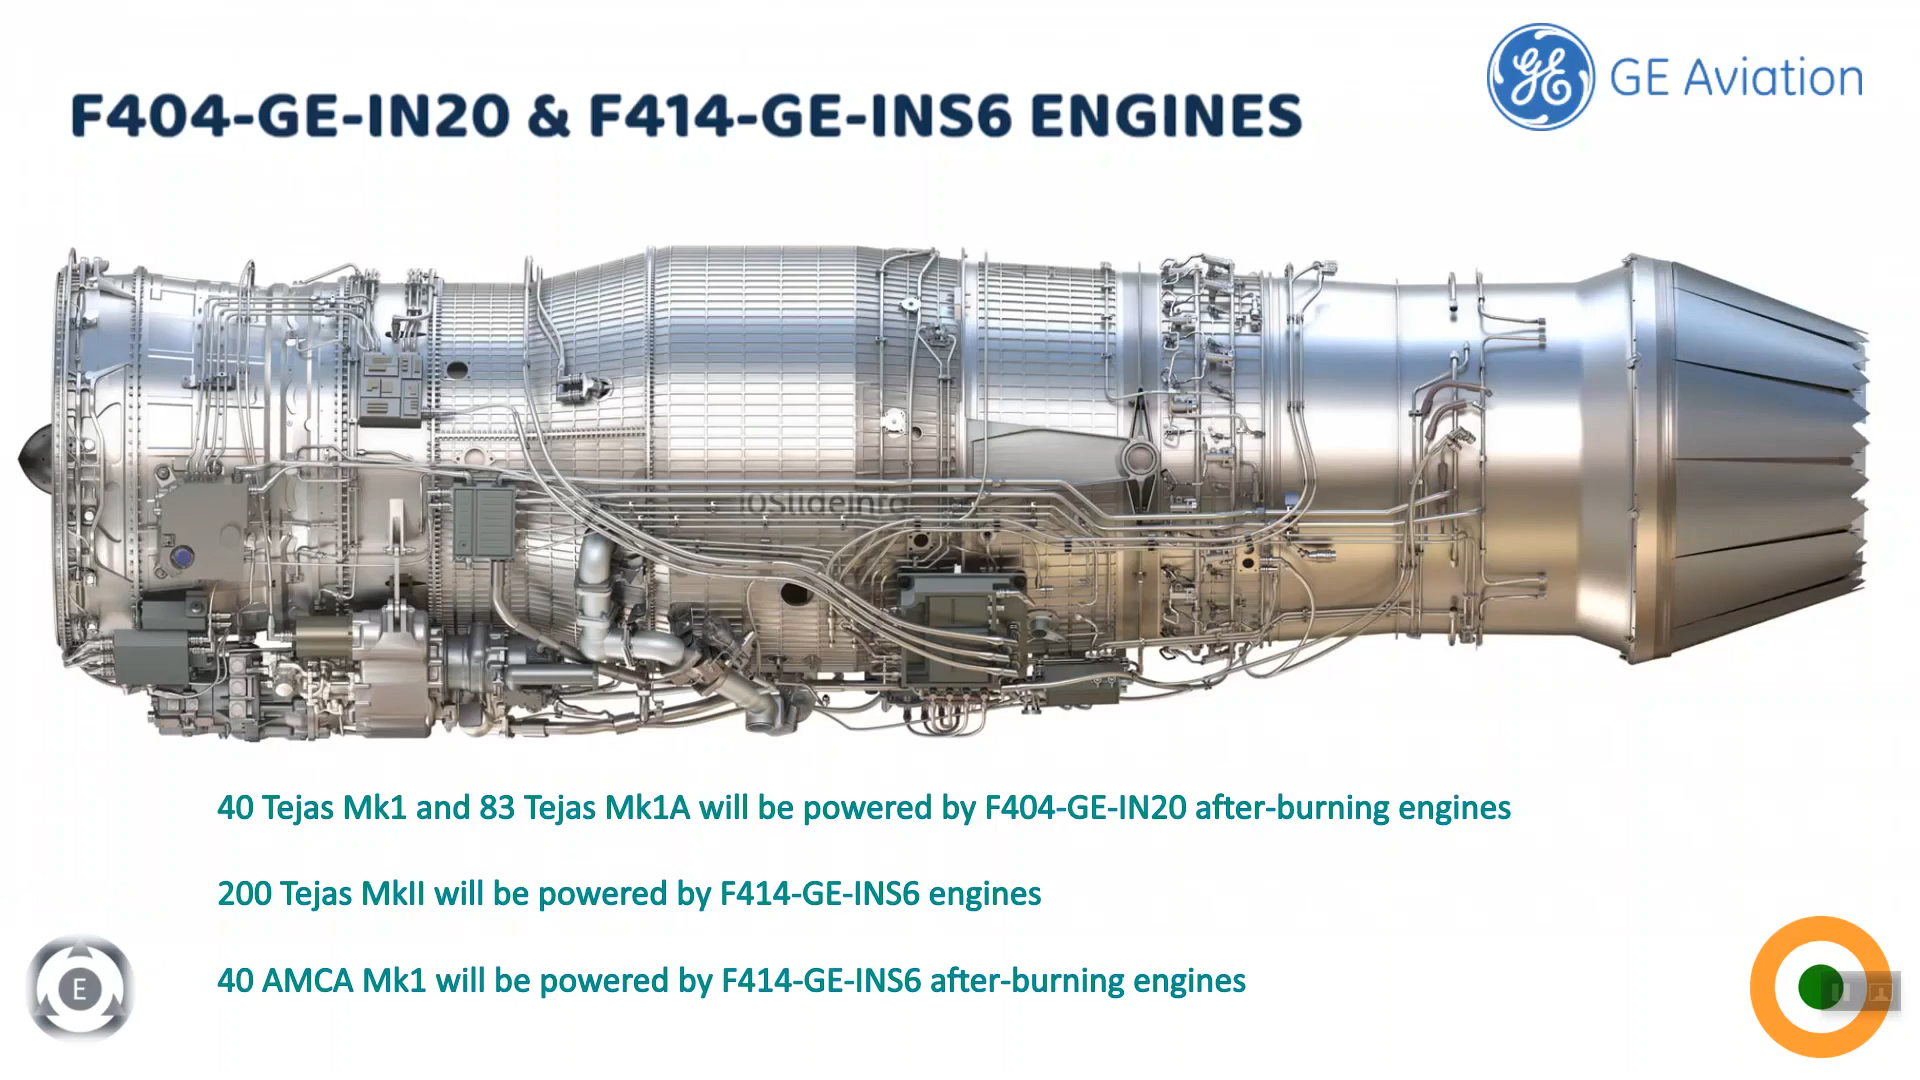 GE Aviation
F404-GE-IN20 & F414-GE-INS6 ENGINES
40 Tejas Mk1 and 83 Tejas Mk1A will be powered by F404-GE-IN20 after-burning engines
200 Tejas MkII will be powered by F414-GE-INS6 engines
40 AMCA Mk1 will be powered by F414-GE-INS6 after-burning engines
E